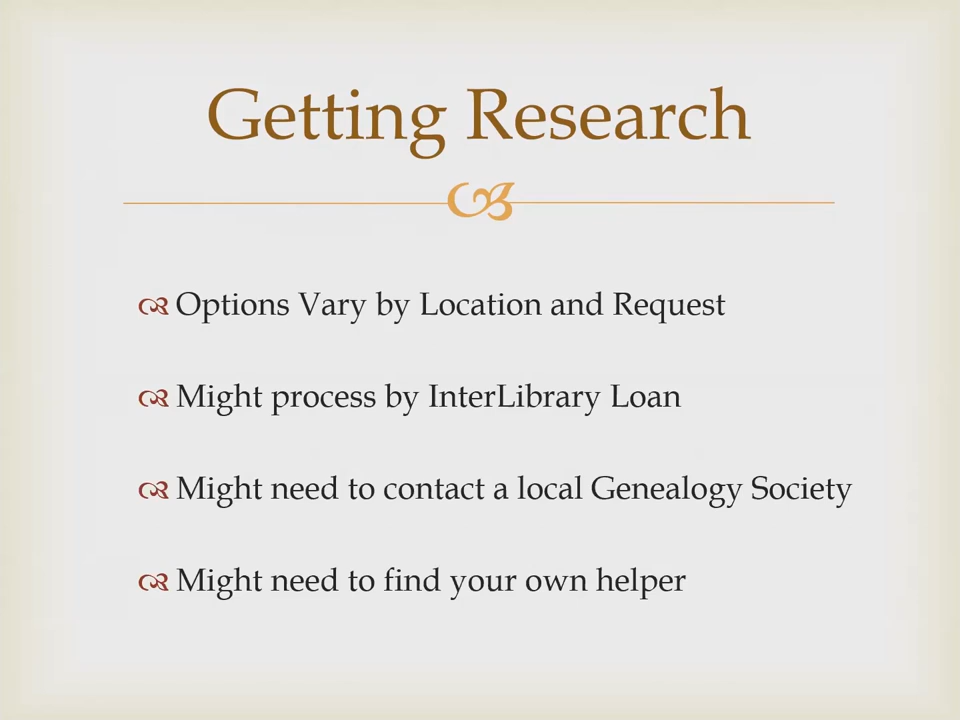 Getting Research
Options Vary by Location and Request
Might process by InterLibrary Loan
Might need to contact a local Genealogy Society
Might need to find your own helper